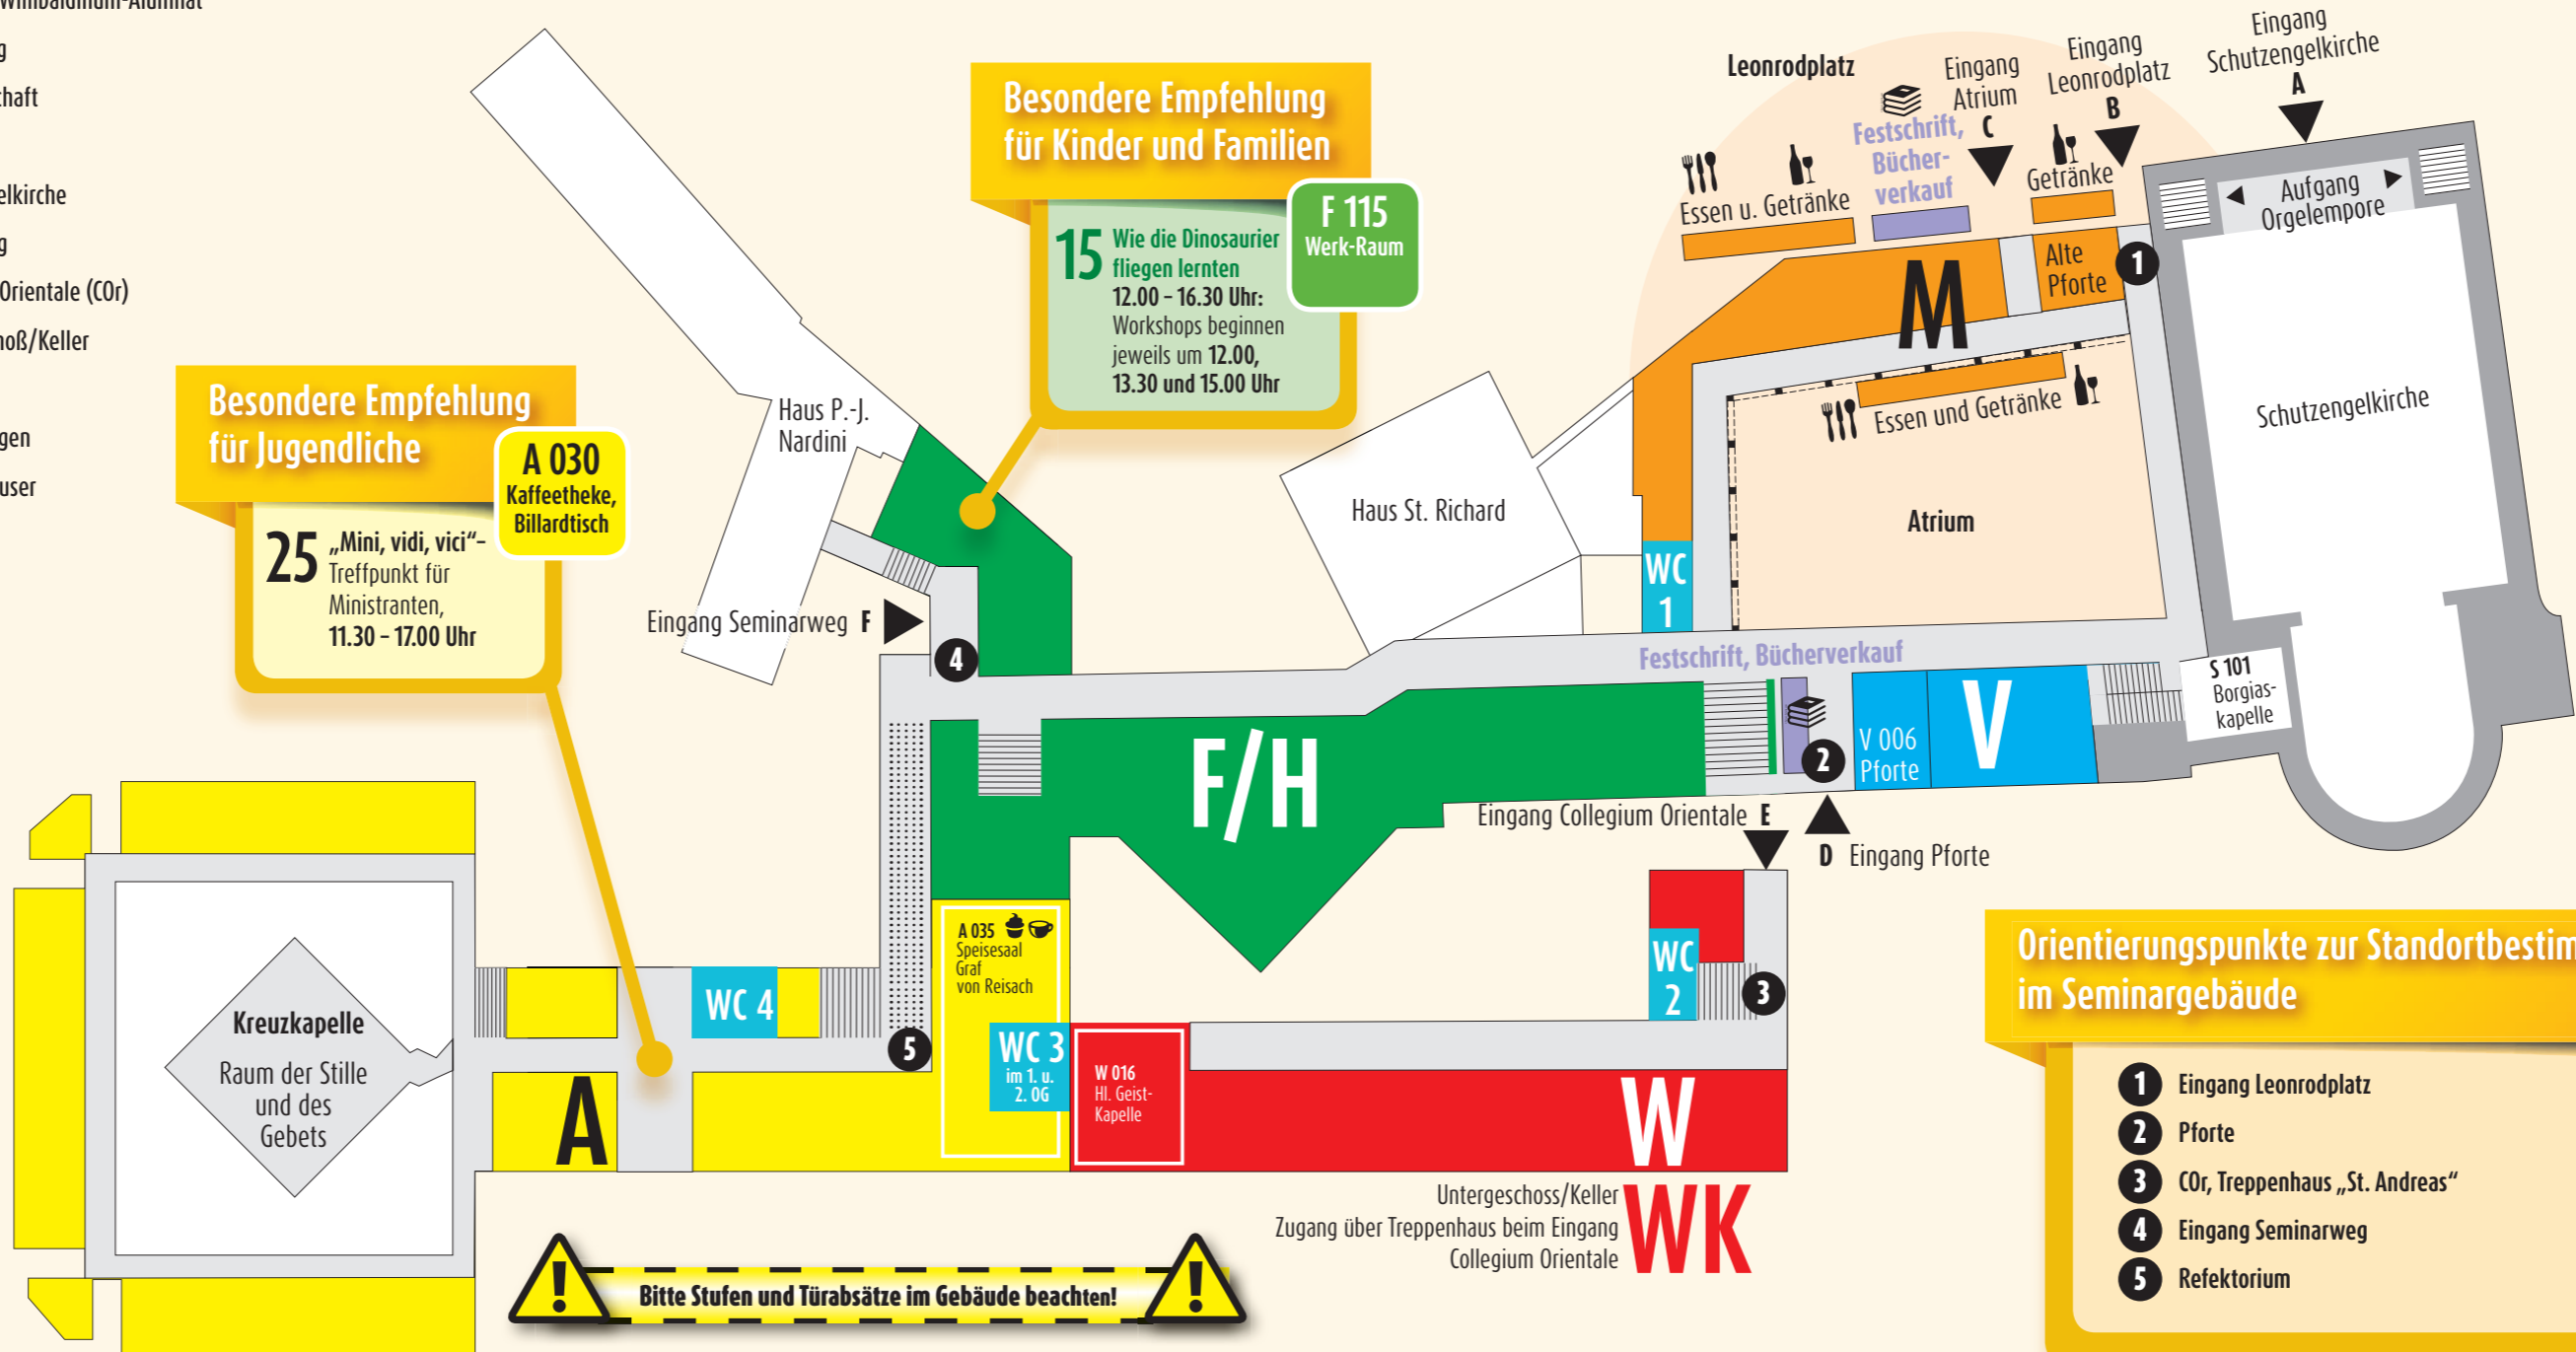 g
chaft
elkirche
g
Orientale (COr)
hoß/Keller
gen
user
Besondere Empfehlung
für Jugendliche
A 030
Kaffeetheke,
Billardtisch
25 „Mini, vidi, vici“–
Treffpunkt für
Ministranten,
11.30 – 17.00 Uhr
Besondere Empfehlung
für Kinder und Familien
F 115
Werk-Raum
15 Wie die Dinosaurier
fliegen lernten
12.00 – 16.30 Uhr:
Workshops beginnen
jeweils um 12.00,
13.30 und 15.00 Uhr
Haus P.-J.
Nardini
Eingang Seminarweg F
4
Leonrodplatz
Essen u. Getränke
Festschrift,
Bücher-
verkauf
Eingang
Atrium
C
Eingang
Leonrodplatz
B
Getränke
Eingang
Schutzengelkirche
A
Aufgang
Orgelempore
M
Alte
Pforte
1
Essen und Getränke
Atrium
Schutzengelkirche
Haus St. Richard
WC
1
Festschrift, Bücherverkauf
S 101
Borgias-
kapelle
F/H
2
V 006
Pforte
V
Eingang Collegium Orientale E
D Eingang Pforte
A 035
Speisesaal
Graf
von Reisach
WC 4
5
WC 3
im 1. u.
2. OG
W 016
Hl. Geist-
Kapelle
WC
2
3
Kreuzkapelle
Raum der Stille
und des
Gebets
A
W
Untergeschoss/Keller
Zugang über Treppenhaus beim Eingang
Collegium Orientale
WK
! Bitte Stufen und Türabsätze im Gebäude beachten! !
Orientierungspunkte zur Standortbestim
im Seminargebäude
1 Eingang Leonrodplatz
2 Pforte
3 COr, Treppenhaus „St. Andreas“
4 Eingang Seminarweg
5 Refektorium